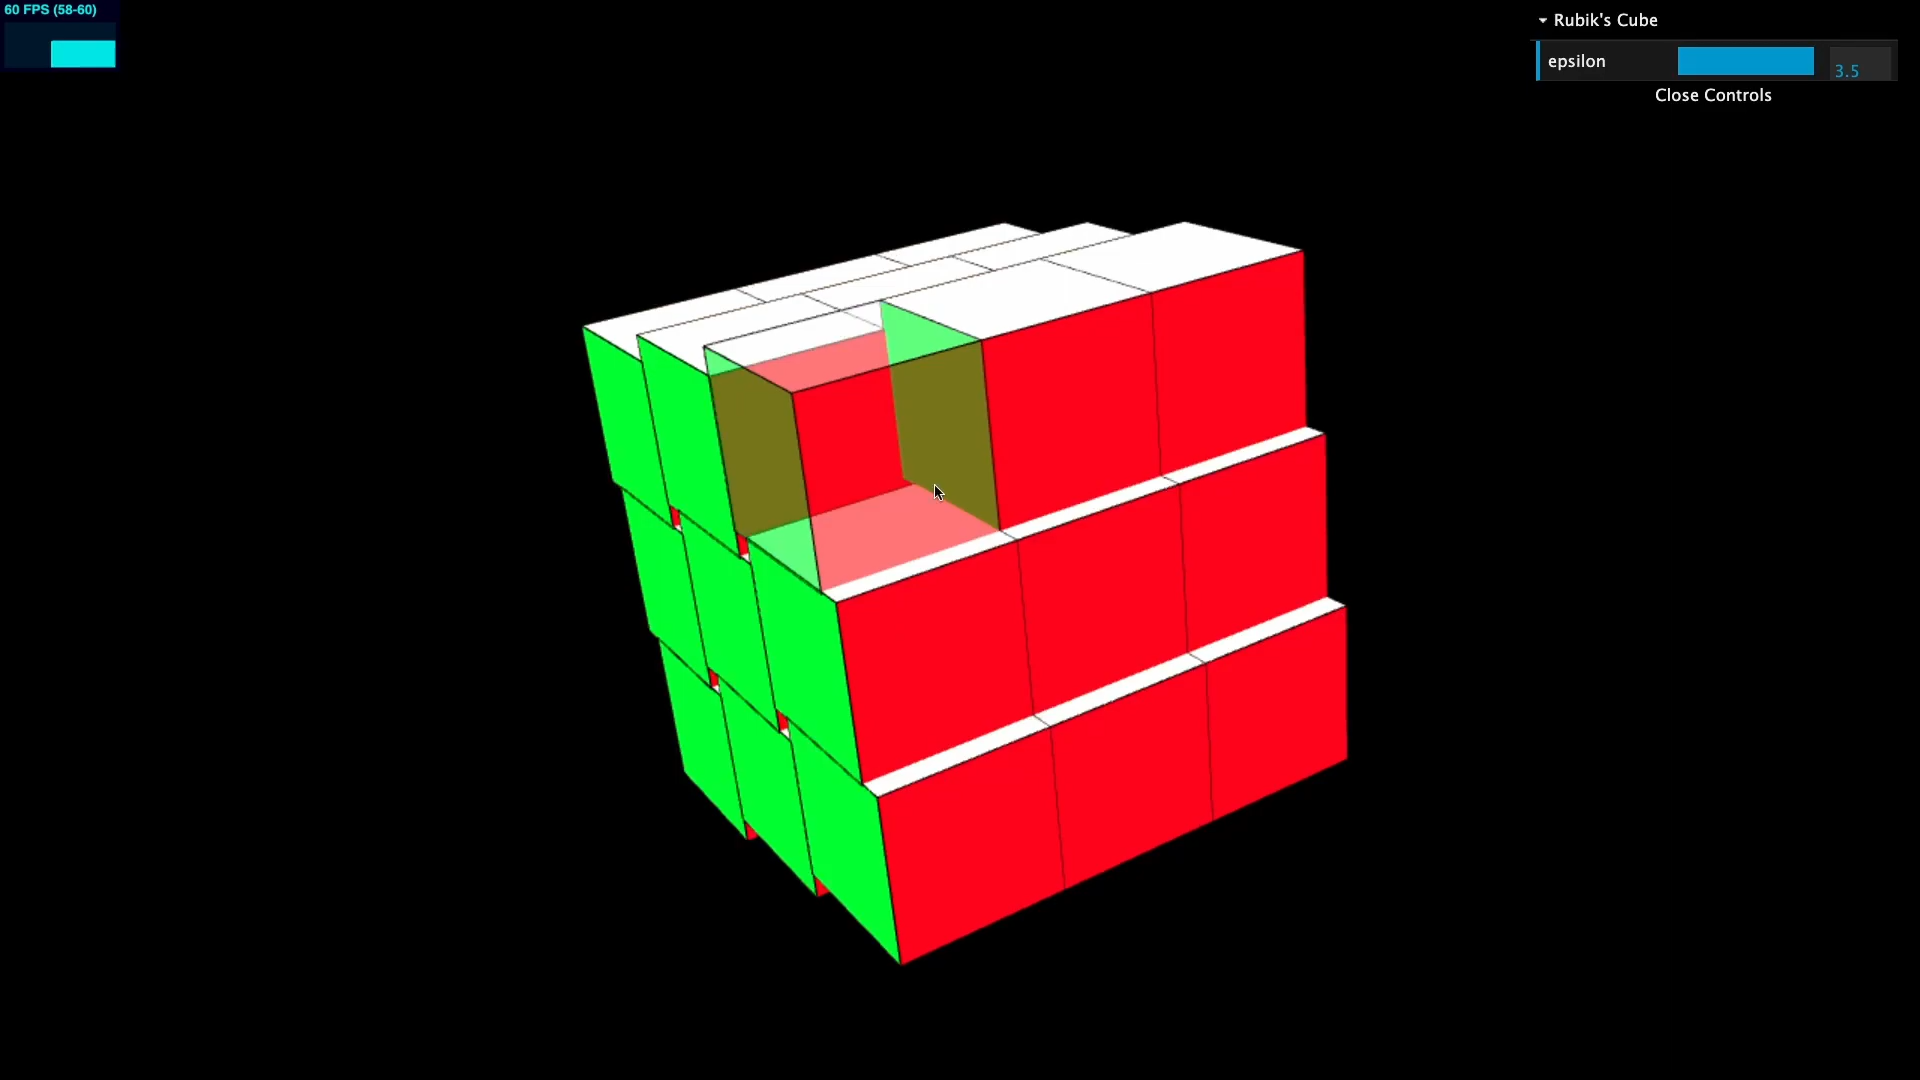 60 FPS (58-60)
Rubik's Cube
epsilon
3.5
Close Controls